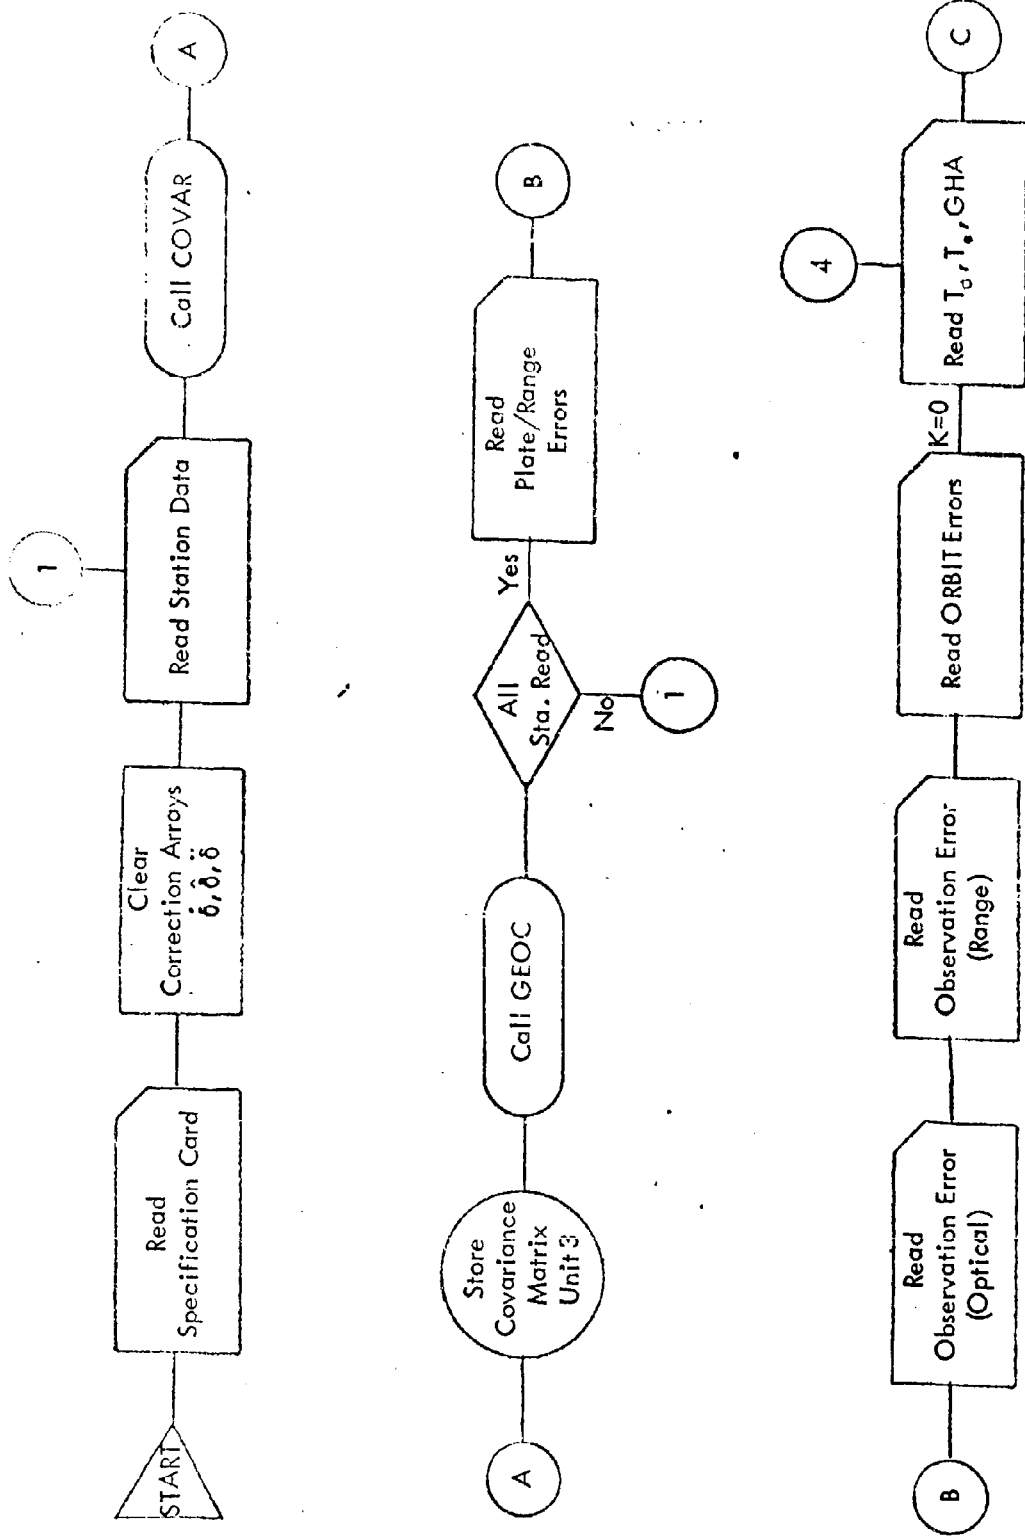 START
Read
Specification Card
Clear
Correction Arrays
δ̇, δ̂, δ̈
1
Read Station Data
Call COVAR
A
A
Store
Covariance
Matrix
Unit 3
Call GEOC
All
Sta. Read
No
1
Yes
Read
Plate/Range
Errors
B
B
Read
Observation Error
(Optical)
Read
Observation Error
(Range)
Read ORBIT Errors
K=0
4
Read T₀, T*, GHA
C